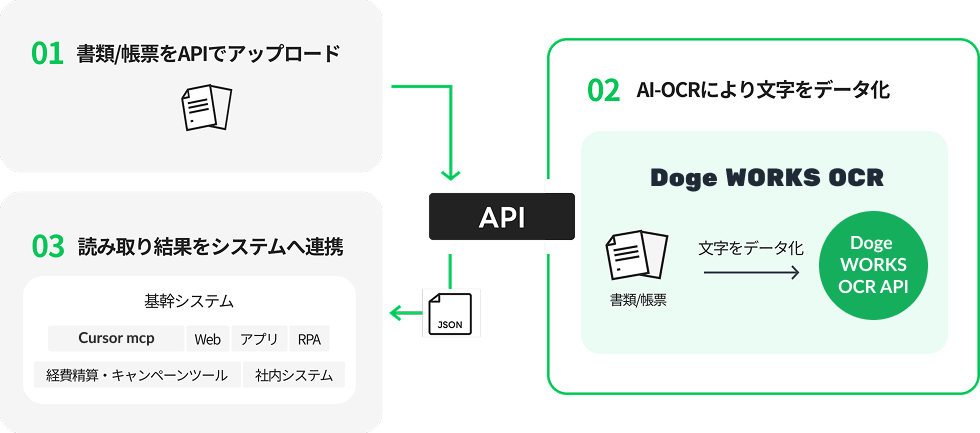 01 書類/帳票をAPIでアップロード
02 AI-OCRにより文字をデータ化
Doge WORKS OCR
文字をデータ化
書類/帳票
Doge
WORKS
OCR API
API
JSON
03 読み取り結果をシステムへ連携
基幹システム
Cursor mcp Web アプリ RPA
経費精算・キャンペーンツール 社内システム